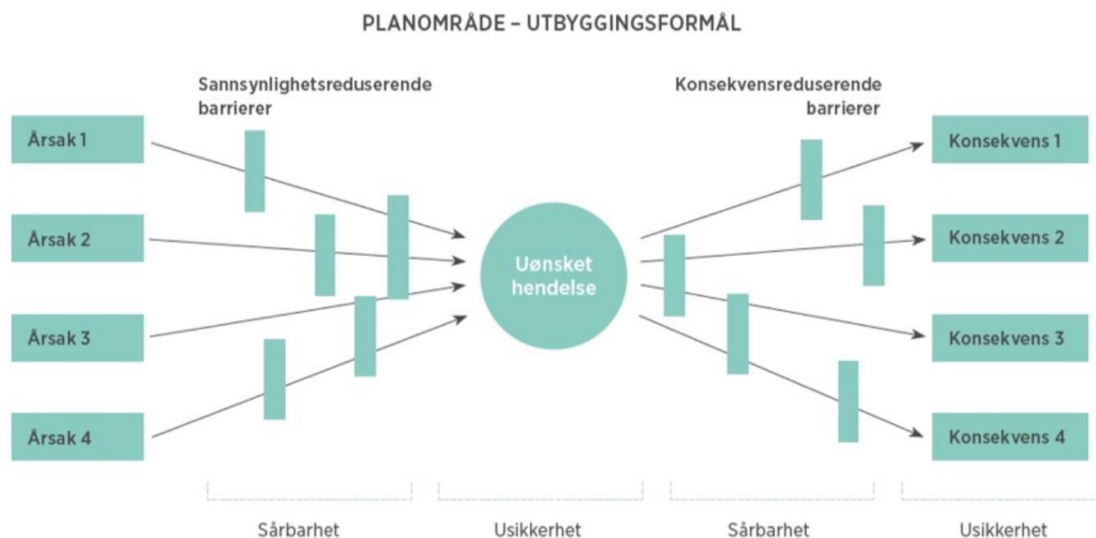 PLANOMRÅDE – UTBYGGINGSFORMÅL
Sannsynlighetsreduserende
barrierer
Konsekvensreduserende
barrierer
Årsak 1
Årsak 2
Årsak 3
Årsak 4
Uønsket
hendelse
Konsekvens 1
Konsekvens 2
Konsekvens 3
Konsekvens 4
Sårbarhet
Usikkerhet
Sårbarhet
Usikkerhet